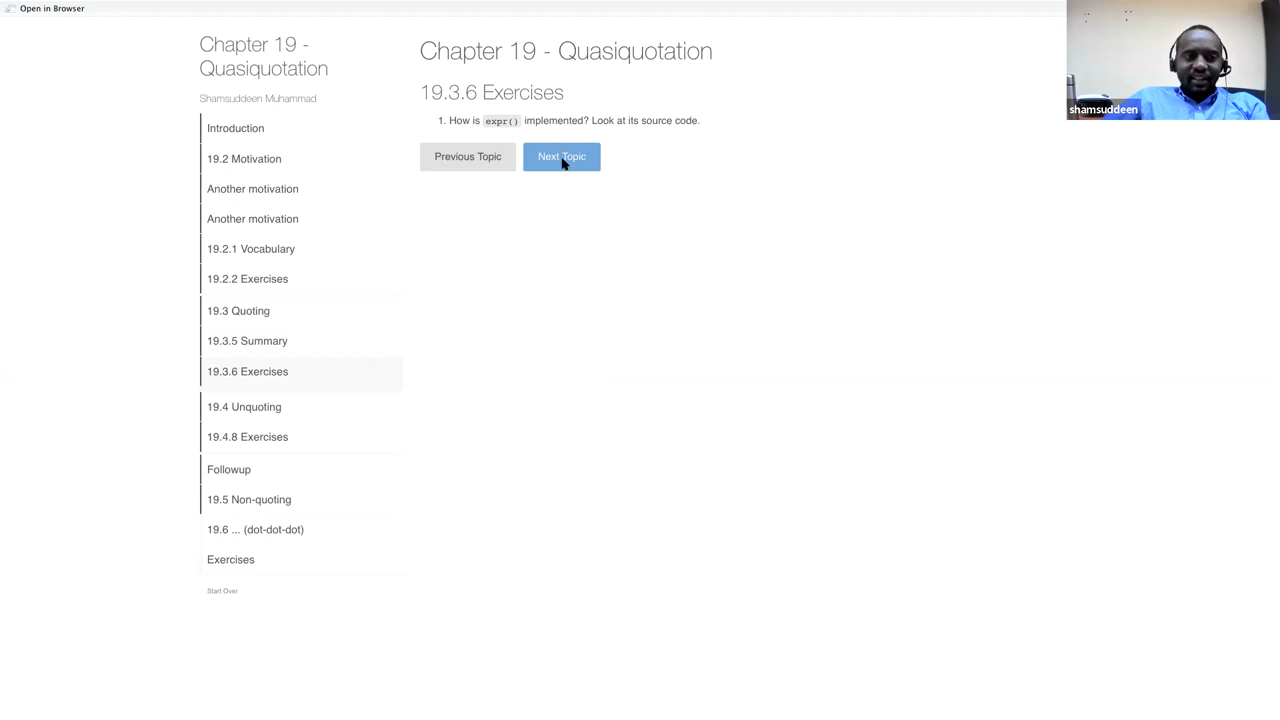 Open in Browser
Chapter 19 -
Quasiquotation
Shamsuddeen Muhammad
Introduction
19.2 Motivation
Another motivation
Another motivation
19.2.1 Vocabulary
19.2.2 Exercises
19.3 Quoting
19.3.5 Summary
19.3.6 Exercises
19.4 Unquoting
19.4.8 Exercises
Followup
19.5 Non-quoting
19.6 ... (dot-dot-dot)
Exercises
Start Over
Chapter 19 - Quasiquotation
19.3.6 Exercises
1. How is expr() implemented? Look at its source code.
Previous Topic
Next Topic
shamsuddeen